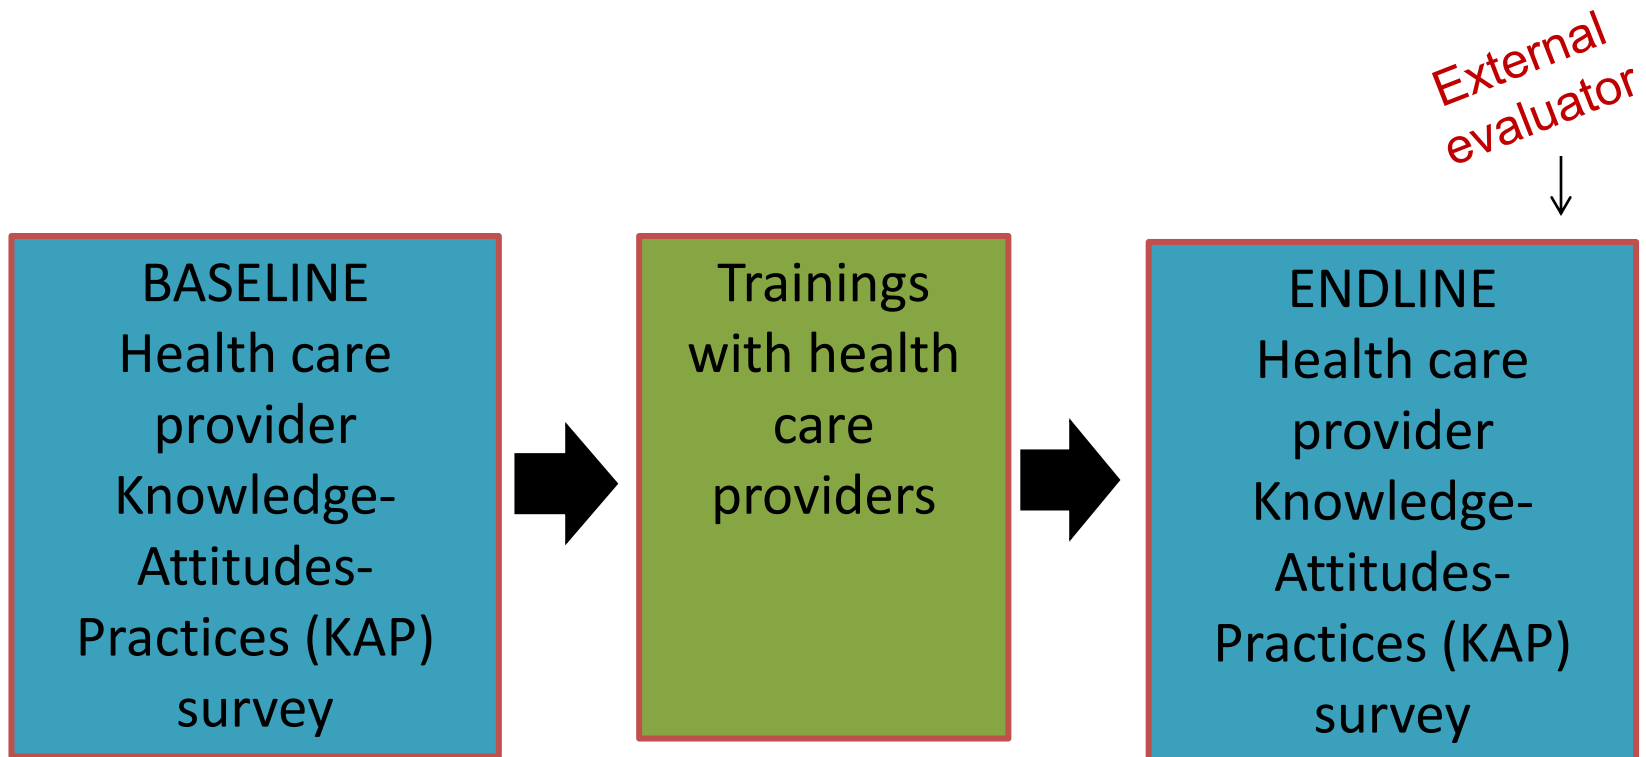 External
evaluator
BASELINE
Health care
provider
Knowledge-
Attitudes-
Practices (KAP)
survey
Trainings
with health
care
providers
ENDLINE
Health care
provider
Knowledge-
Attitudes-
Practices (KAP)
survey